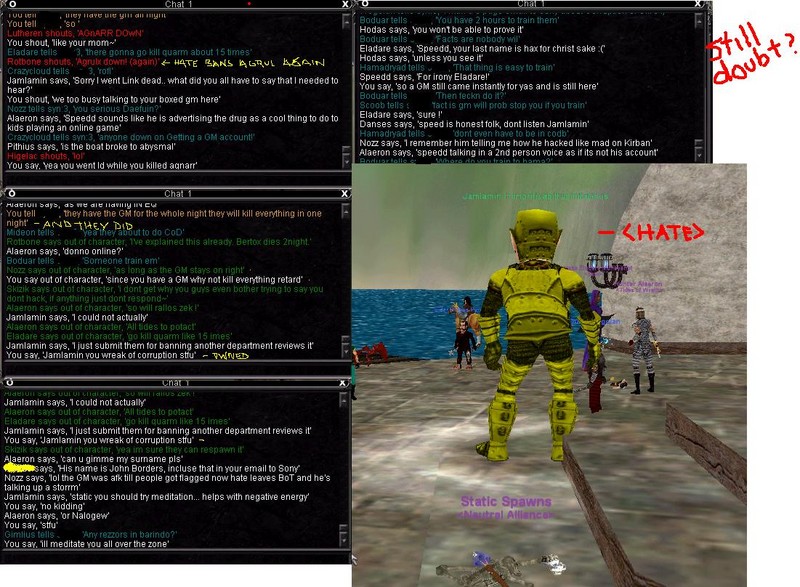 Chat 1
You tell , 'they got the gm all night'
You tell , 'so '
Lutheren shouts, 'AGnARR DOwN'
You shout, 'like your mom~'
Eladare tells , 'there gonna go kill quarm about 15 times'
Rotbone shouts, 'Agrulx down! (again)' ← HATE BANS AGRUL AGAIN
Crazycloud tells 3, 'rofl'
Jamlamin says, 'Sorry I went Link dead.. what did you all have to say that I needed to
hear?'
You shout, 'we too busy talking to your boxed gm here'
Nozz tells syn:3, 'you serious Daefuin?'
Alaeron says, 'Speedd sounds like he is advertising the drug as a cool thing to do to
kids playing an online game'
Crazycloud tells syn:3, 'anyone down on Getting a GM account!'
Pithius says, 'is the boat broke to abysmal'
Higelac shouts, 'lol'
You say, 'yea you went ld while you killed agnarr'
Chat 1
Boduar tells , 'You have 2 hours to train them'
Hodas says, 'you won't be able to prove it'
Boduar tells , 'Facts are nobody will'
Eladare says, 'Speedd, your last name is hax for christ sake :('
Hodas says, 'unless you see it'
Hamadryad tells , 'That thing is easy to train'
Speedd says, 'For irony Eladare!'
You say, 'so a GM still came instantly for yas and is still here'
Boduar tells , 'Then feckn do it?'
Scoob tells , 'fact is gm will prob stop you if you train'
Eladare says, 'sure !'
Danses says, 'speed is honest folk, dont listen Jamlamin'
Hamadryad tells , 'dont even have to be in codb'
Nozz says, 'I remember him telling me how he hacked like mad on Kirban'
Alaeron says, 'speedd talking in a 2nd person voice as if its not his account'
Boduar tells , 'Where do you train to bama?'
still
doubt?
Chat 1
Alaeron says, 'as we are having IN EQ'
You tell , 'they have the GM for the whole night they will kill everything in one
night' – AND THEY DID
Mideon tells , 'yea they about to do CoD'
Rotbone says out of character, 'I've explained this already. Bertox dies 2night.'
Alaeron says, 'donno online?'
Boduar tells , 'Someone train em'
Nozz says out of character, 'as long as the GM stays on right'
You say out of character, 'since you have a GM why not kill everything retard'
Skizik says out of character, 'i don't get why you guys even bother trying to say you
dont hack, if anything just dont respond~'
Alaeron says out of character, 'so will rallos zek !'
Jamlamin says, 'I could not actually'
Alaeron says out of character, 'All tides to potact'
Eladare says out of character, 'go kill quarm like 15 imes'
Jamlamin says, 'I just submit them for banning another department reviews it'
You say, 'Jamlamin you wreak of corruption stfu' – PWNED
Chat 1
Alaeron says out of character, 'so will rallos zek !'
Jamlamin says, 'I could not actually'
Alaeron says out of character, 'All tides to potact'
Eladare says out of character, 'go kill quarm like 15 imes'
Jamlamin says, 'I just submit them for banning another department reviews it'
You say, 'Jamlamin you wreak of corruption stfu' ¬
Skizik says out of character, 'yea im sure they can respawn it'
Alaeron says, 'can u gimme my surname pls'
says, 'His name is John Borders, incluse that in your email to Sony'
Nozz says, 'lol the GM was afk till people got flagged now hate leaves BoT and he's
talking up a storrm'
Jamlamin says, 'static you should try meditation... helps with negative energy'
You say, 'no kidding'
Alaeron says, 'or Nalogew'
You say, 'stfu'
Gimlius tells , 'Any rezzors in barindo?'
You say, 'ill meditate you all over the zone'
Jamlamin
– <HATE>
Alaeron
Static Spawns
<Neutral Alliance>